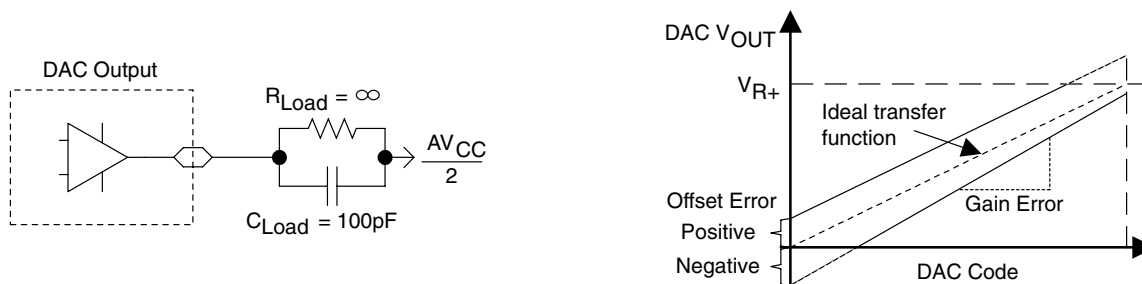 DAC Output
R Load = ∞
AV CC
2
C Load = 100pF
DAC V OUT
V R+
Ideal transfer
function
Offset Error
Positive
Negative
Gain Error
DAC Code